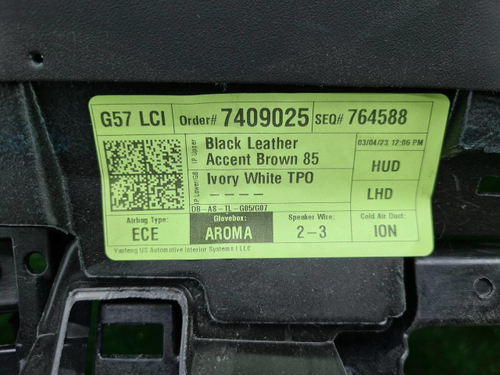 G57 LCI Order# 7409025 SEQ# 764588
IP Upper Black Leather
Accent Brown 85
03/04/23 12:06 PM
HUD
IP Lower/GB Ivory White TPO
– – – –
LHD
DB-AS-TL-G05/G07
Airbag Type: Glovebox: Speaker Wire: Cold Air Duct:
ECE AROMA 2-3 ION
Yanfeng US Automotive Interior Systems I LLC